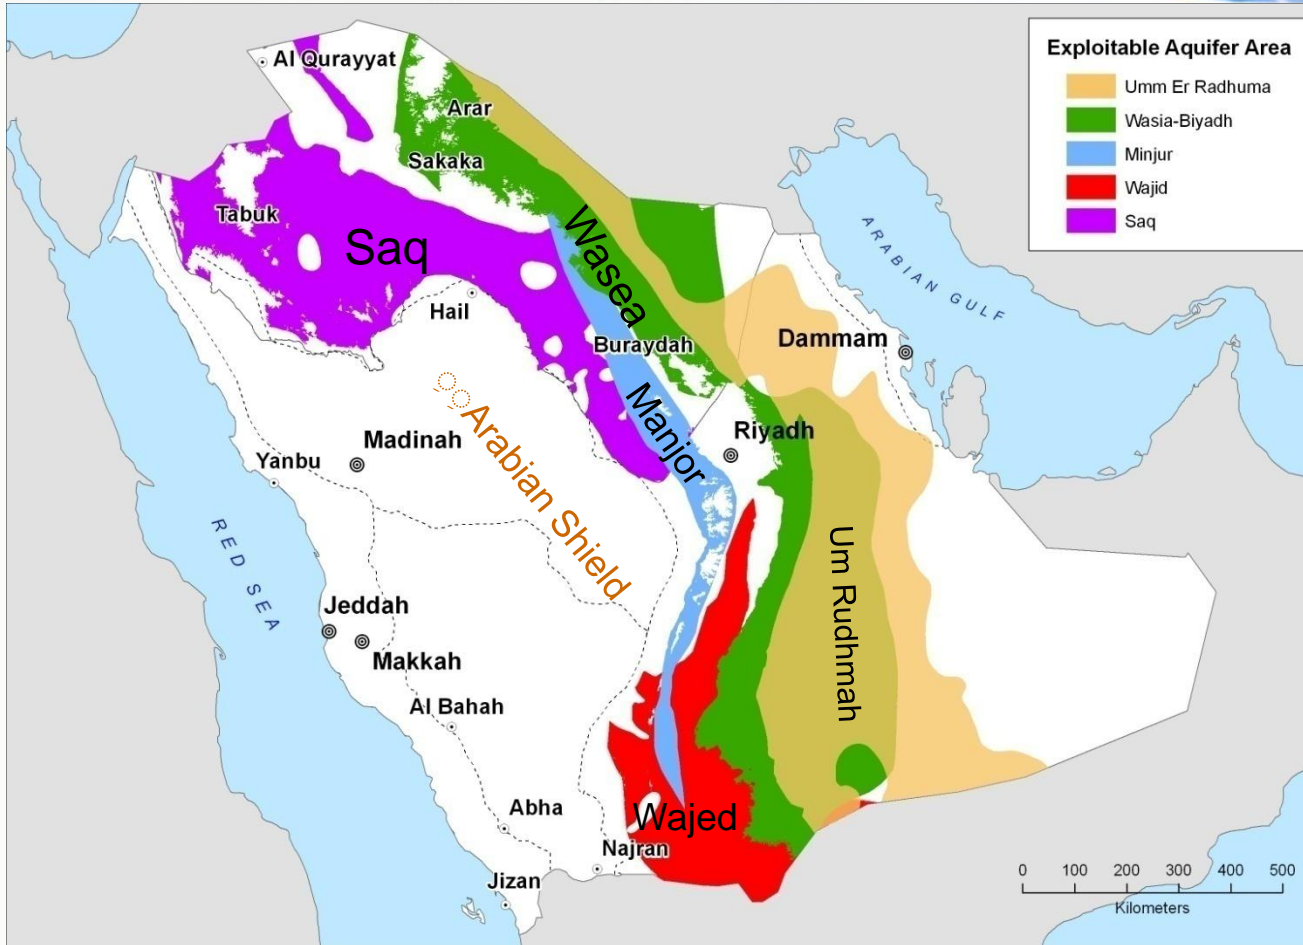 Exploitable Aquifer Area
Umm Er Radhuma
Wasia-Biyadh
Minjur
Wajid
Saq
Al Qurayyat
Arar
Sakaka
Tabuk
Saq
Wasea
ARABIAN GULF
Hail
Buraydah
Dammam
Manjor
Riyadh
Madinah
Yanbu
Arabian Shield
RED SEA
Um Rudhmah
Jeddah
Makkah
Al Bahah
Abha
Wajed
Najran
Jizan
0 100 200 300 400 500
Kilometers